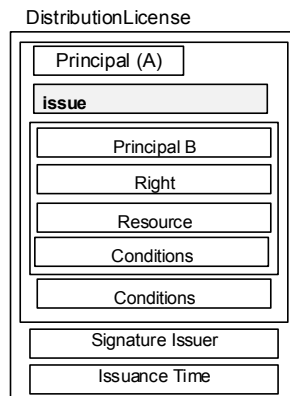 DistributionLicense
Principal (A)
issue
Principal B
Right
Resource
Conditions
Conditions
Signature Issuer
Issuance Time